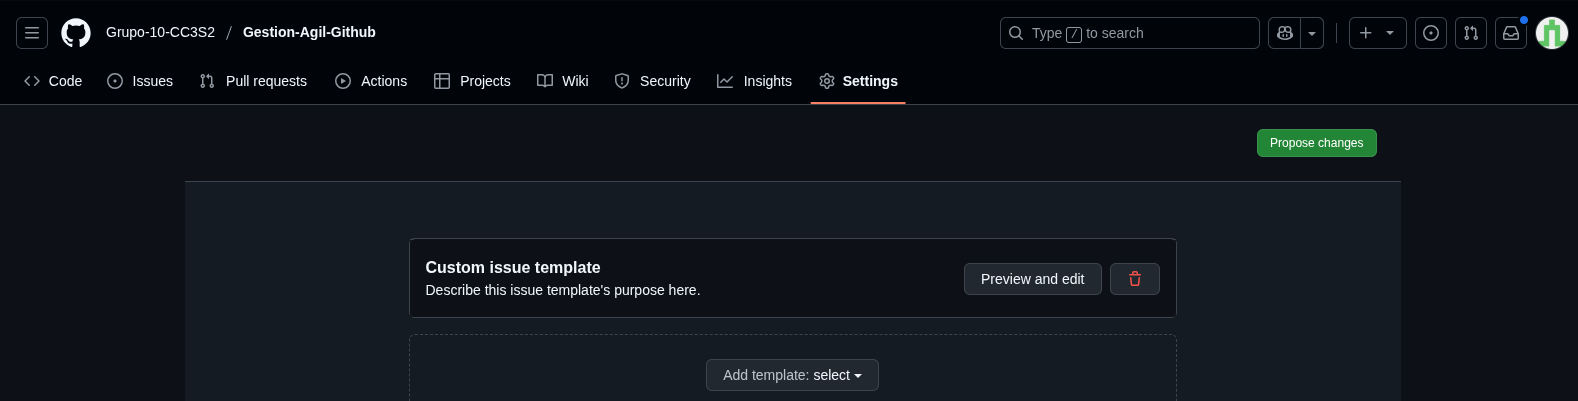 Grupo-10-CC3S2 / Gestion-Agil-Github
Type / to search
Code Issues Pull requests Actions Projects Wiki Security Insights Settings
Propose changes
Custom issue template
Describe this issue template's purpose here.
Preview and edit
Add template: select